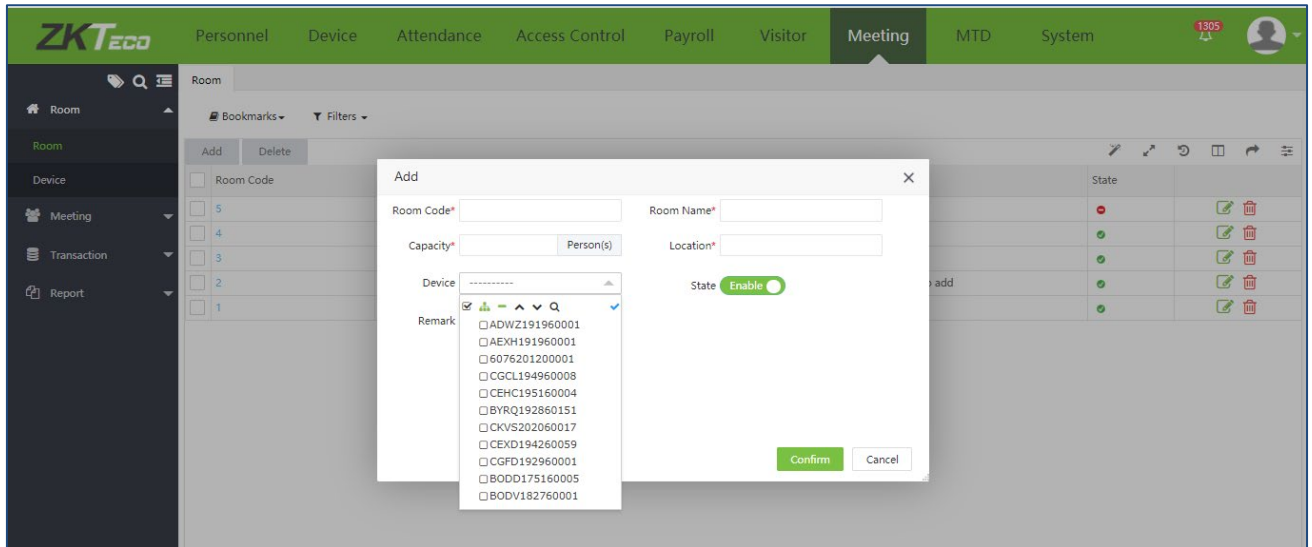 ZKTECO Personnel Device Attendance Access Control Payroll Visitor Meeting MTD System 1305
Room
Room
Bookmarks Filters
Room
Add Delete
Device
Room Code State
Meeting
Transaction
Report
5
4
3
2 add
1
Add
Room Code* Room Name*
Capacity* Person(s) Location*
Device ---------- State Enable
Remark
ADWZ191960001
AEXH191960001
6076201200001
CGCL194960008
CEHC195160004
BYRQ192860151
CKVS202060017
CEXD194260059
CGFD192960001
BODD175160005
BODV182760001
Confirm Cancel